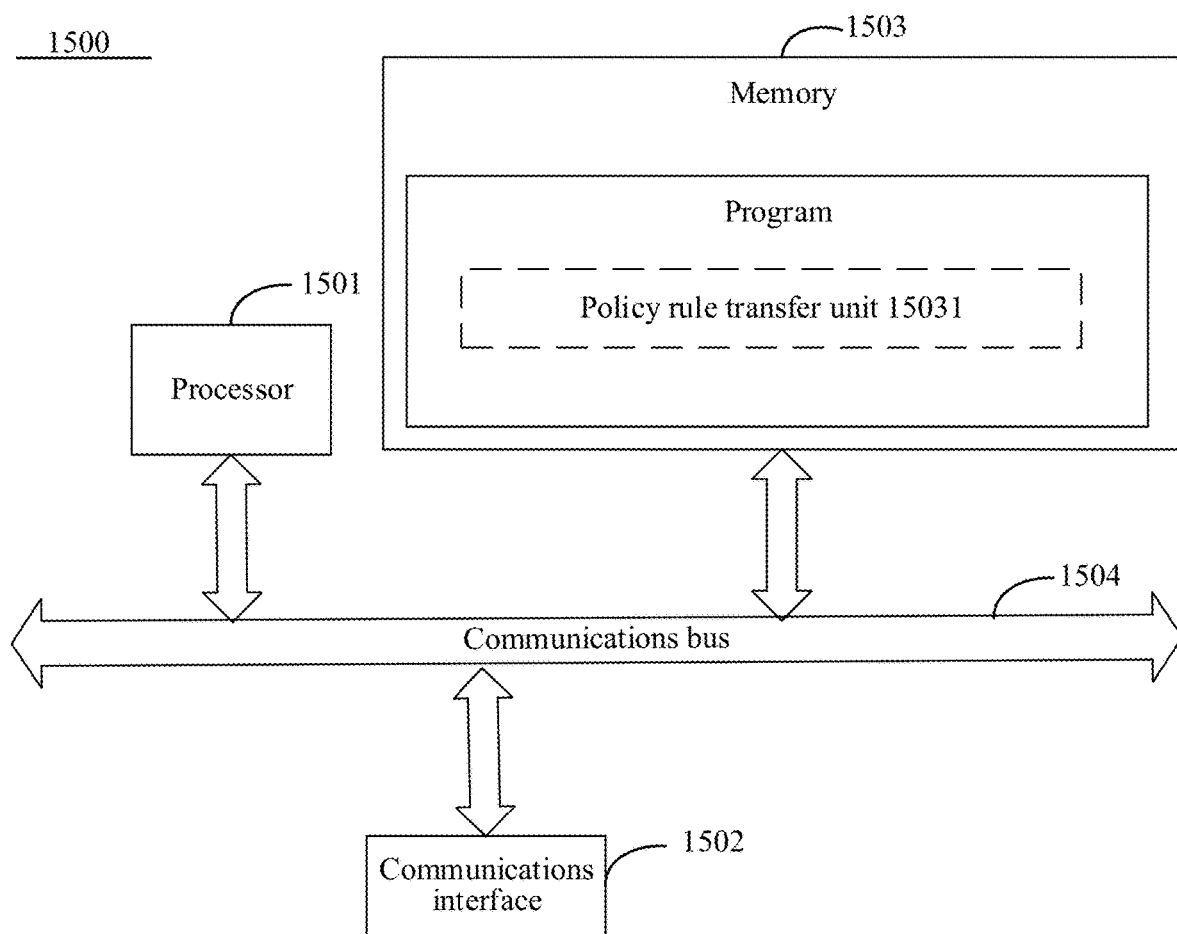 1500
1503
Memory
Program
Policy rule transfer unit 15031
1501
Processor
1504
Communications bus
1502
Communications
interface